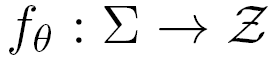 f_θ : Σ → 𝒵